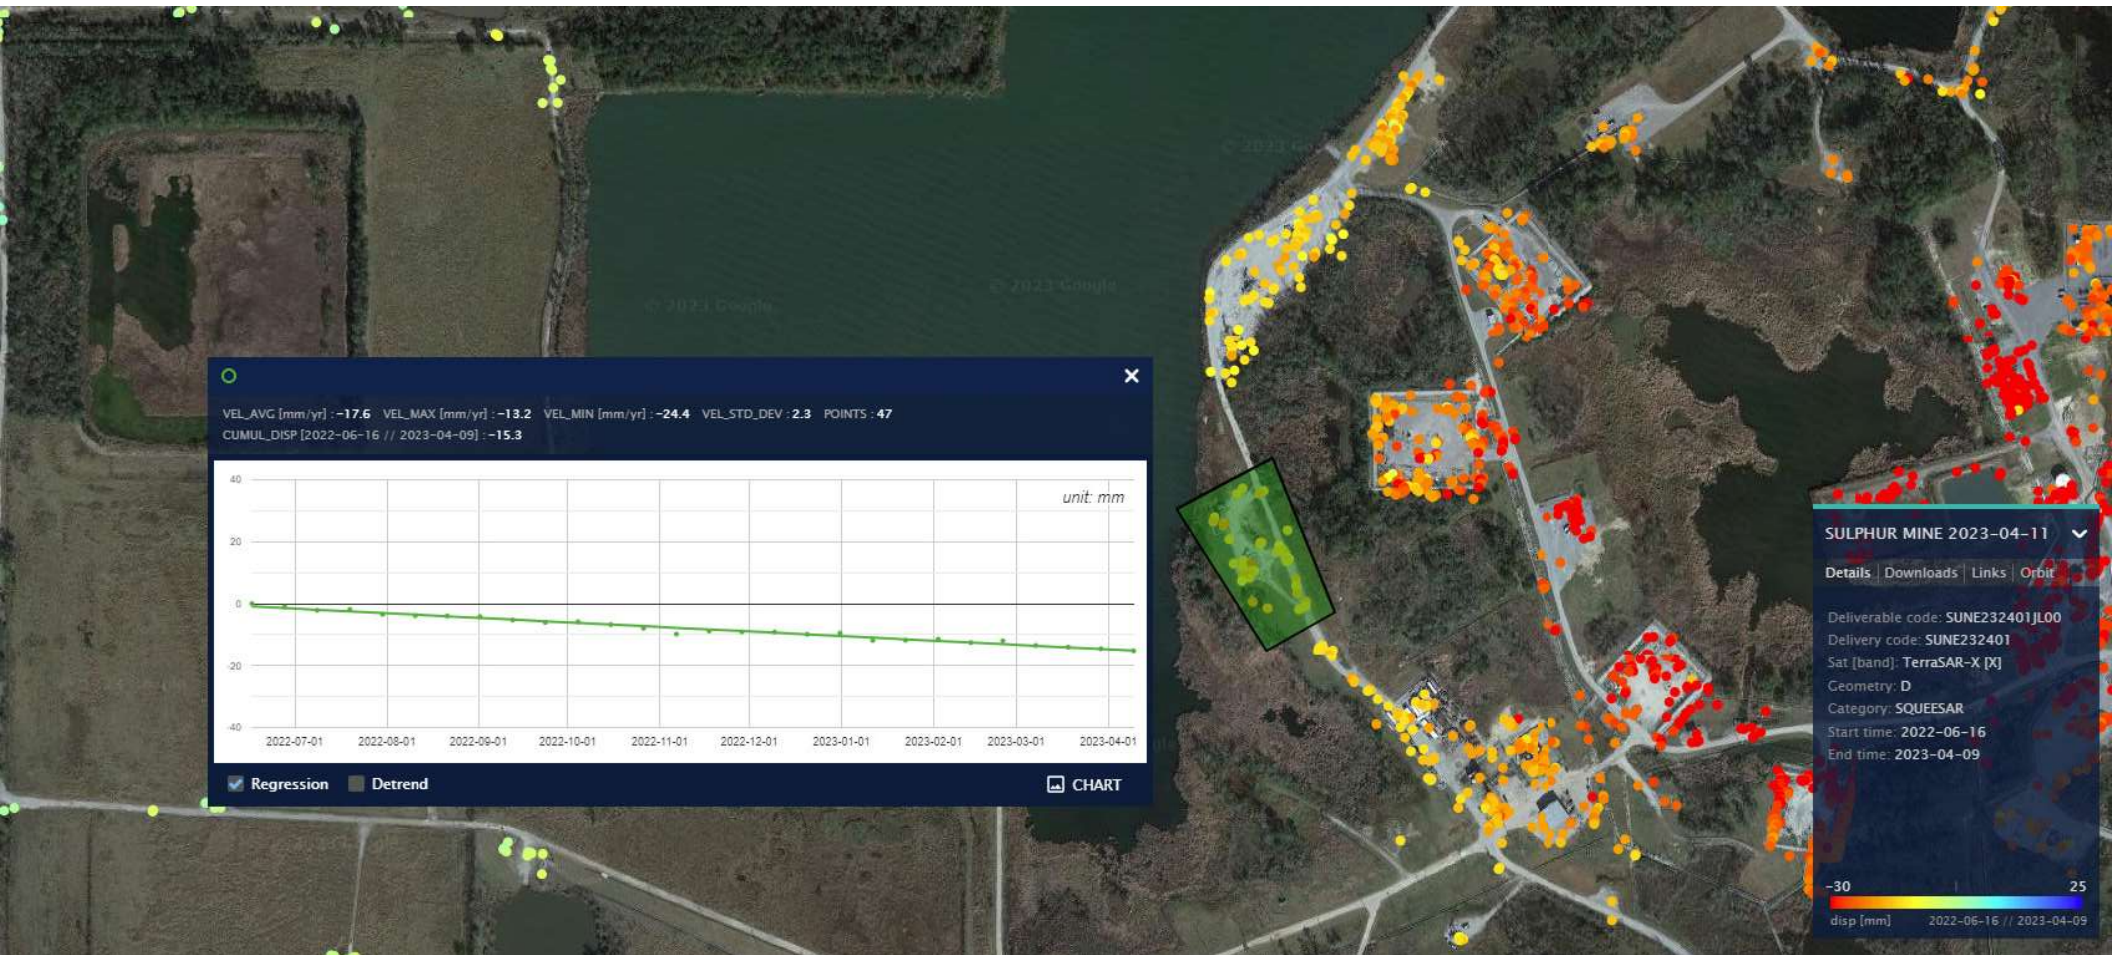 © 2023 Google
© 2023 Google
VEL_AVG [mm/yr] : -17.6 VEL_MAX [mm/yr] : -13.2 VEL_MIN [mm/yr] : -24.4 VEL_STD_DEV : 2.3 POINTS : 47
CUMUL_DISP [2022-06-16 // 2023-04-09] : -15.3
unit: mm
40
20
0
-20
-40
2022-07-01 2022-08-01 2022-09-01 2022-10-01 2022-11-01 2022-12-01 2023-01-01 2023-02-01 2023-03-01 2023-04-01
Regression Detrend CHART
SULPHUR MINE 2023-04-11
Details | Downloads | Links | Orbit
Deliverable code: SUNE232401JL00
Delivery code: SUNE232401
Sat [band]: TerraSAR-X [X]
Geometry: D
Category: SQUEESAR
Start time: 2022-06-16
End time: 2023-04-09
-30 25
disp [mm] 2022-06-16 // 2023-04-09